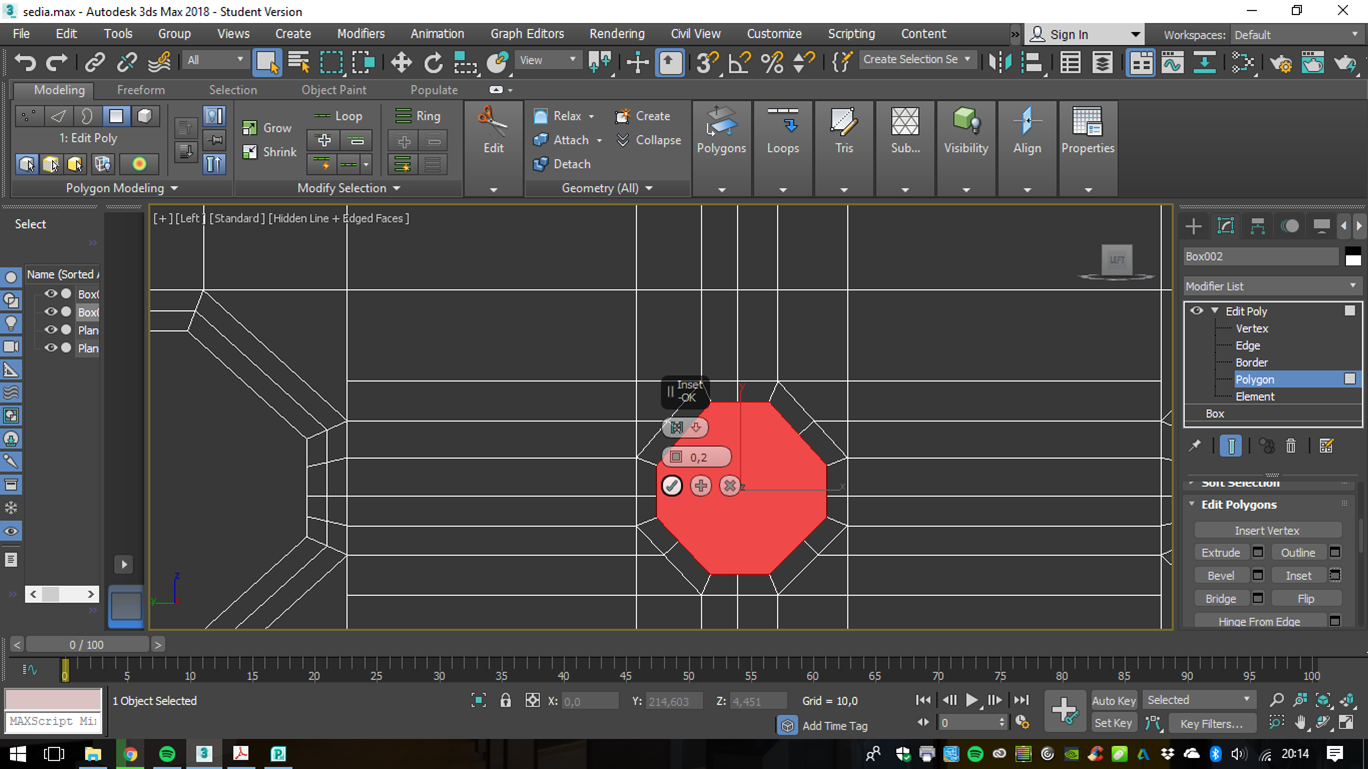 sedia.max - Autodesk 3ds Max 2018 - Student Version
File Edit Tools Group Views Create Modifiers Animation Graph Editors Rendering Civil View Customize Scripting Content » Sign In Workspaces: Default
All View Create Selection Se
Modeling Freeform Selection Object Paint Populate
1: Edit Poly
Polygon Modeling
Grow
Shrink
Loop
Ring
Modify Selection
Edit
Relax
Attach
Detach
Create
Collapse
Geometry (All)
Polygons
Loops
Tris
Sub...
Visibility
Align
Properties
Select
Name (Sorted A
Box0
Box0
Plan
Plan
[+] [Left ] [Standard ] [Hidden Line + Edged Faces ]
LEFT
Inset
-OK
0,2
y
x
z
z
y
Box002
Modifier List
Edit Poly
Vertex
Edge
Border
Polygon
Element
Box
Soft Selection
Edit Polygons
Insert Vertex
Extrude Outline
Bevel Inset
Bridge Flip
Hinge From Edge
< 0 / 100 >
0 5 10 15 20 25 30 35 40 45 50 55 60 65 70 75 80 85 90 95 100
MAXScript Mi
1 Object Selected
X: 0,0 Y: 214,603 Z: 4,451 Grid = 10,0
Add Time Tag
0
Auto Key Selected
Set Key Key Filters...
20:14